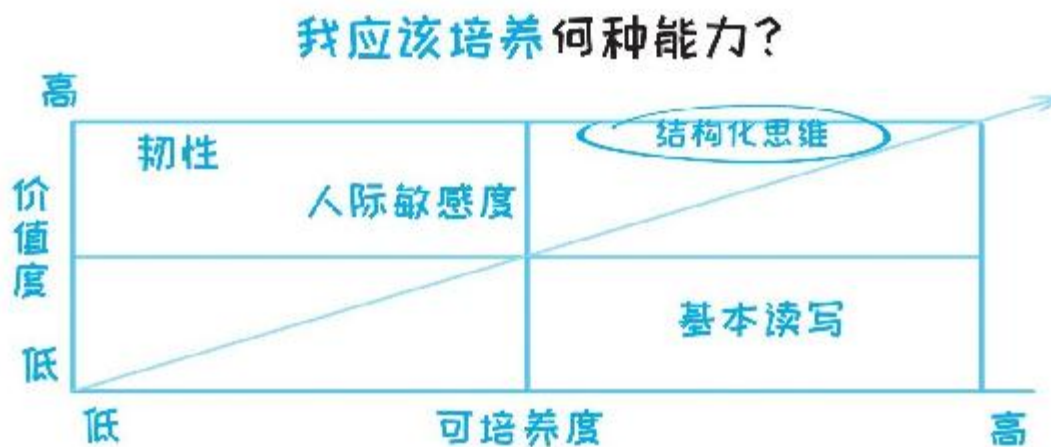 我应该培养何种能力?
高
结构化思维
韧性
人际敏感度
价值度
基本读写
低
低
可培养度
高